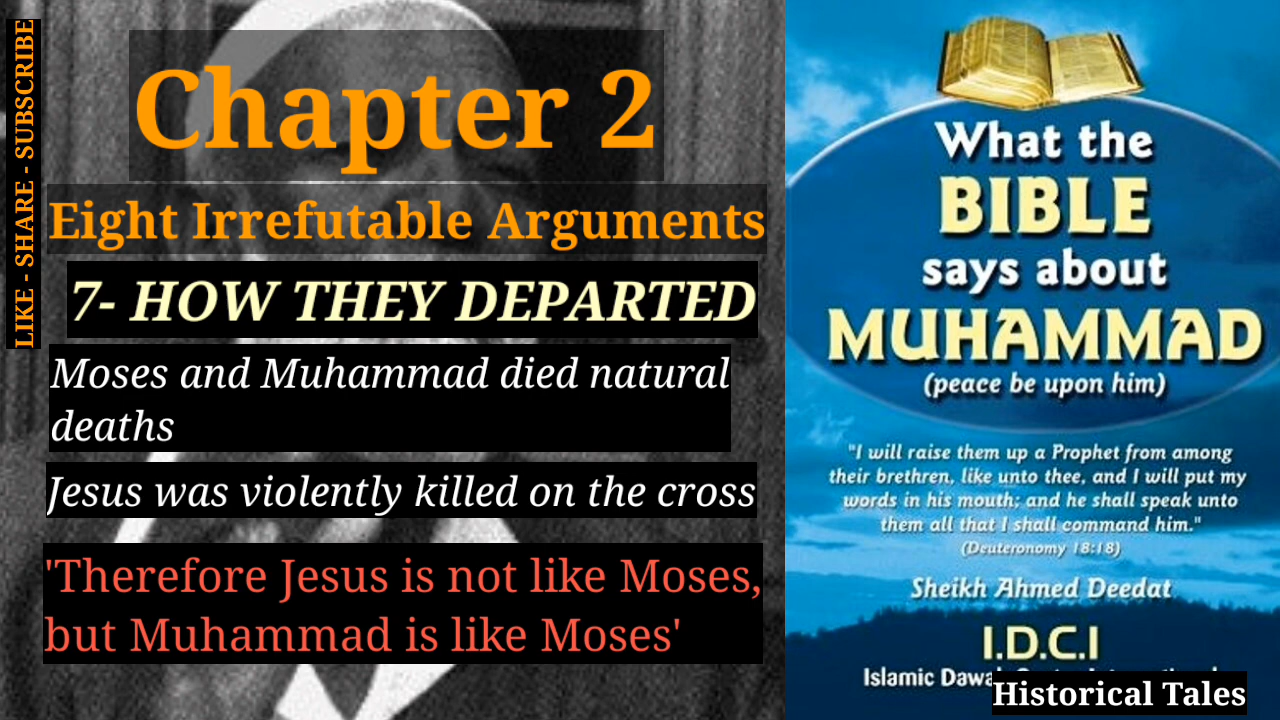 LIKE - SHARE - SUBSCRIBE
Chapter 2
Eight Irrefutable Arguments
7- HOW THEY DEPARTED
Moses and Muhammad died natural
deaths
Jesus was violently killed on the cross
'Therefore Jesus is not like Moses,
but Muhammad is like Moses'
What the
BIBLE
says about
MUHAMMAD
(peace be upon him)
"I will raise them up a Prophet from among
their brethren, like unto thee, and I will put my
words in his mouth; and he shall speak unto
them all that I shall command him."
(Deuteronomy 18:18)
Sheikh Ahmed Deedat
I.D.C.I
Islamic
Historical Tales